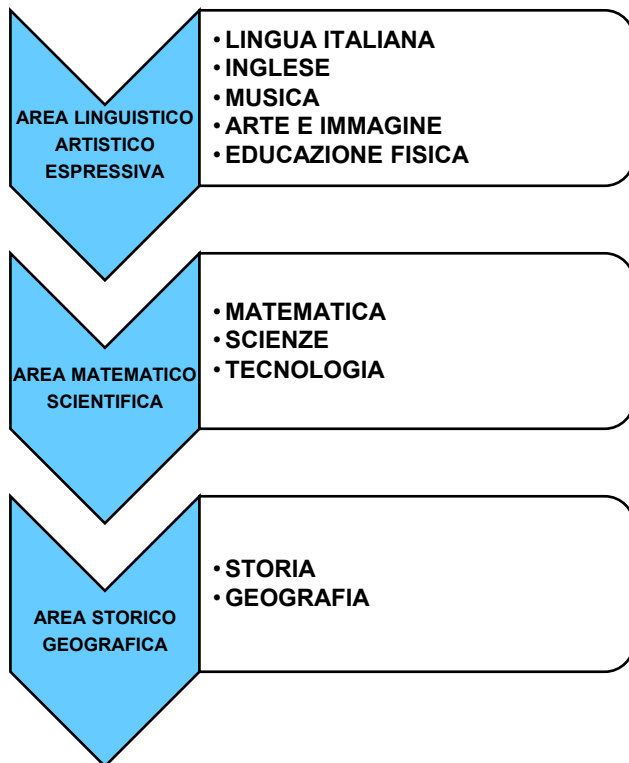 AREA LINGUISTICO
ARTISTICO
ESPRESSIVA
• LINGUA ITALIANA
• INGLESE
• MUSICA
• ARTE E IMMAGINE
• EDUCAZIONE FISICA
AREA MATEMATICO
SCIENTIFICA
• MATEMATICA
• SCIENZE
• TECNOLOGIA
AREA STORICO
GEOGRAFICA
• STORIA
• GEOGRAFIA